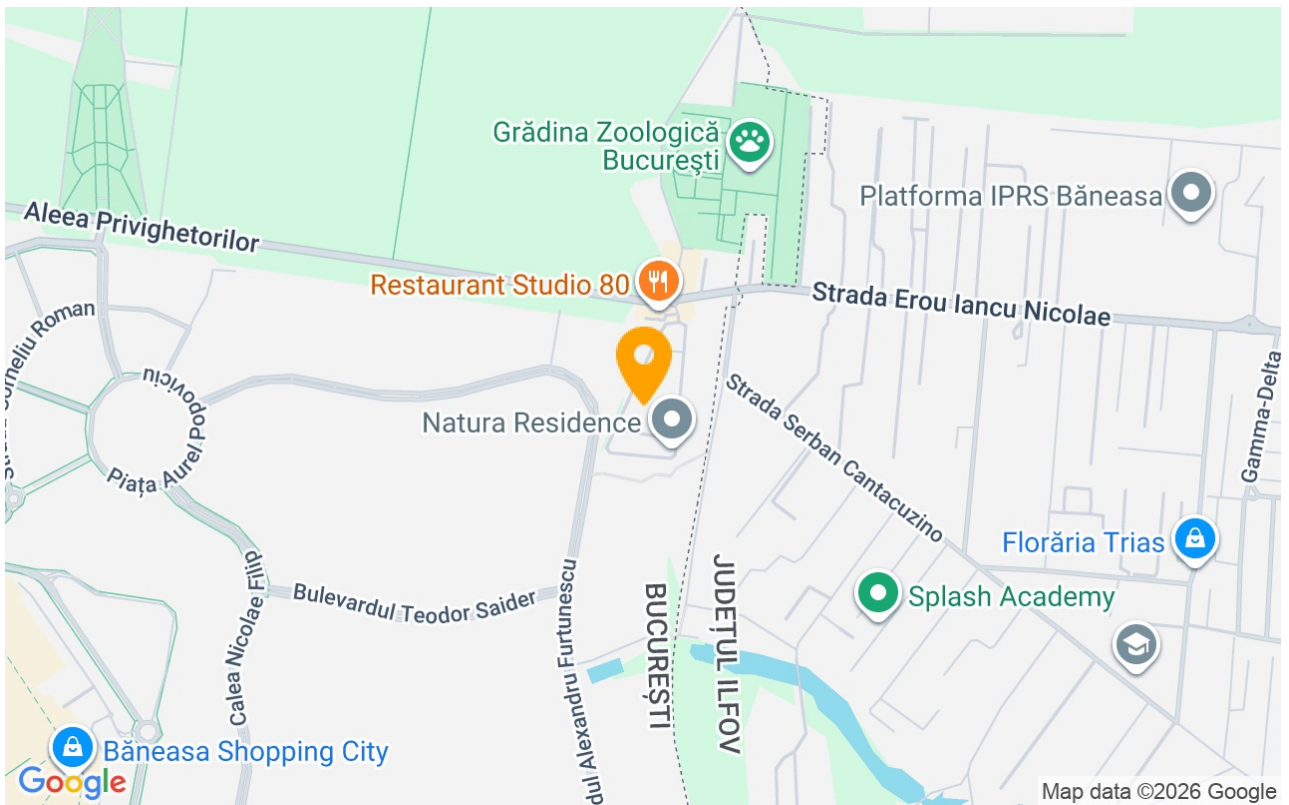 Grădina Zoologică
București
Platforma IPRS Băneasa
Aleea Privighetorilor
Restaurant Studio 80
Strada Erou Iancu Nicolae
Corneliu Roman
Popoviciu
Piața Aurel
Natura Residence
Strada Serban Cantacuzino
Gamma-Delta
Florăria Trias
Calea Nicolae Filip
Bulevardul Teodor Saider
dul Alexandru Furtunescu
BUCUREȘTI
JUDEȚUL ILFOV
Splash Academy
Băneasa Shopping City
Google
Map data ©2026 Google